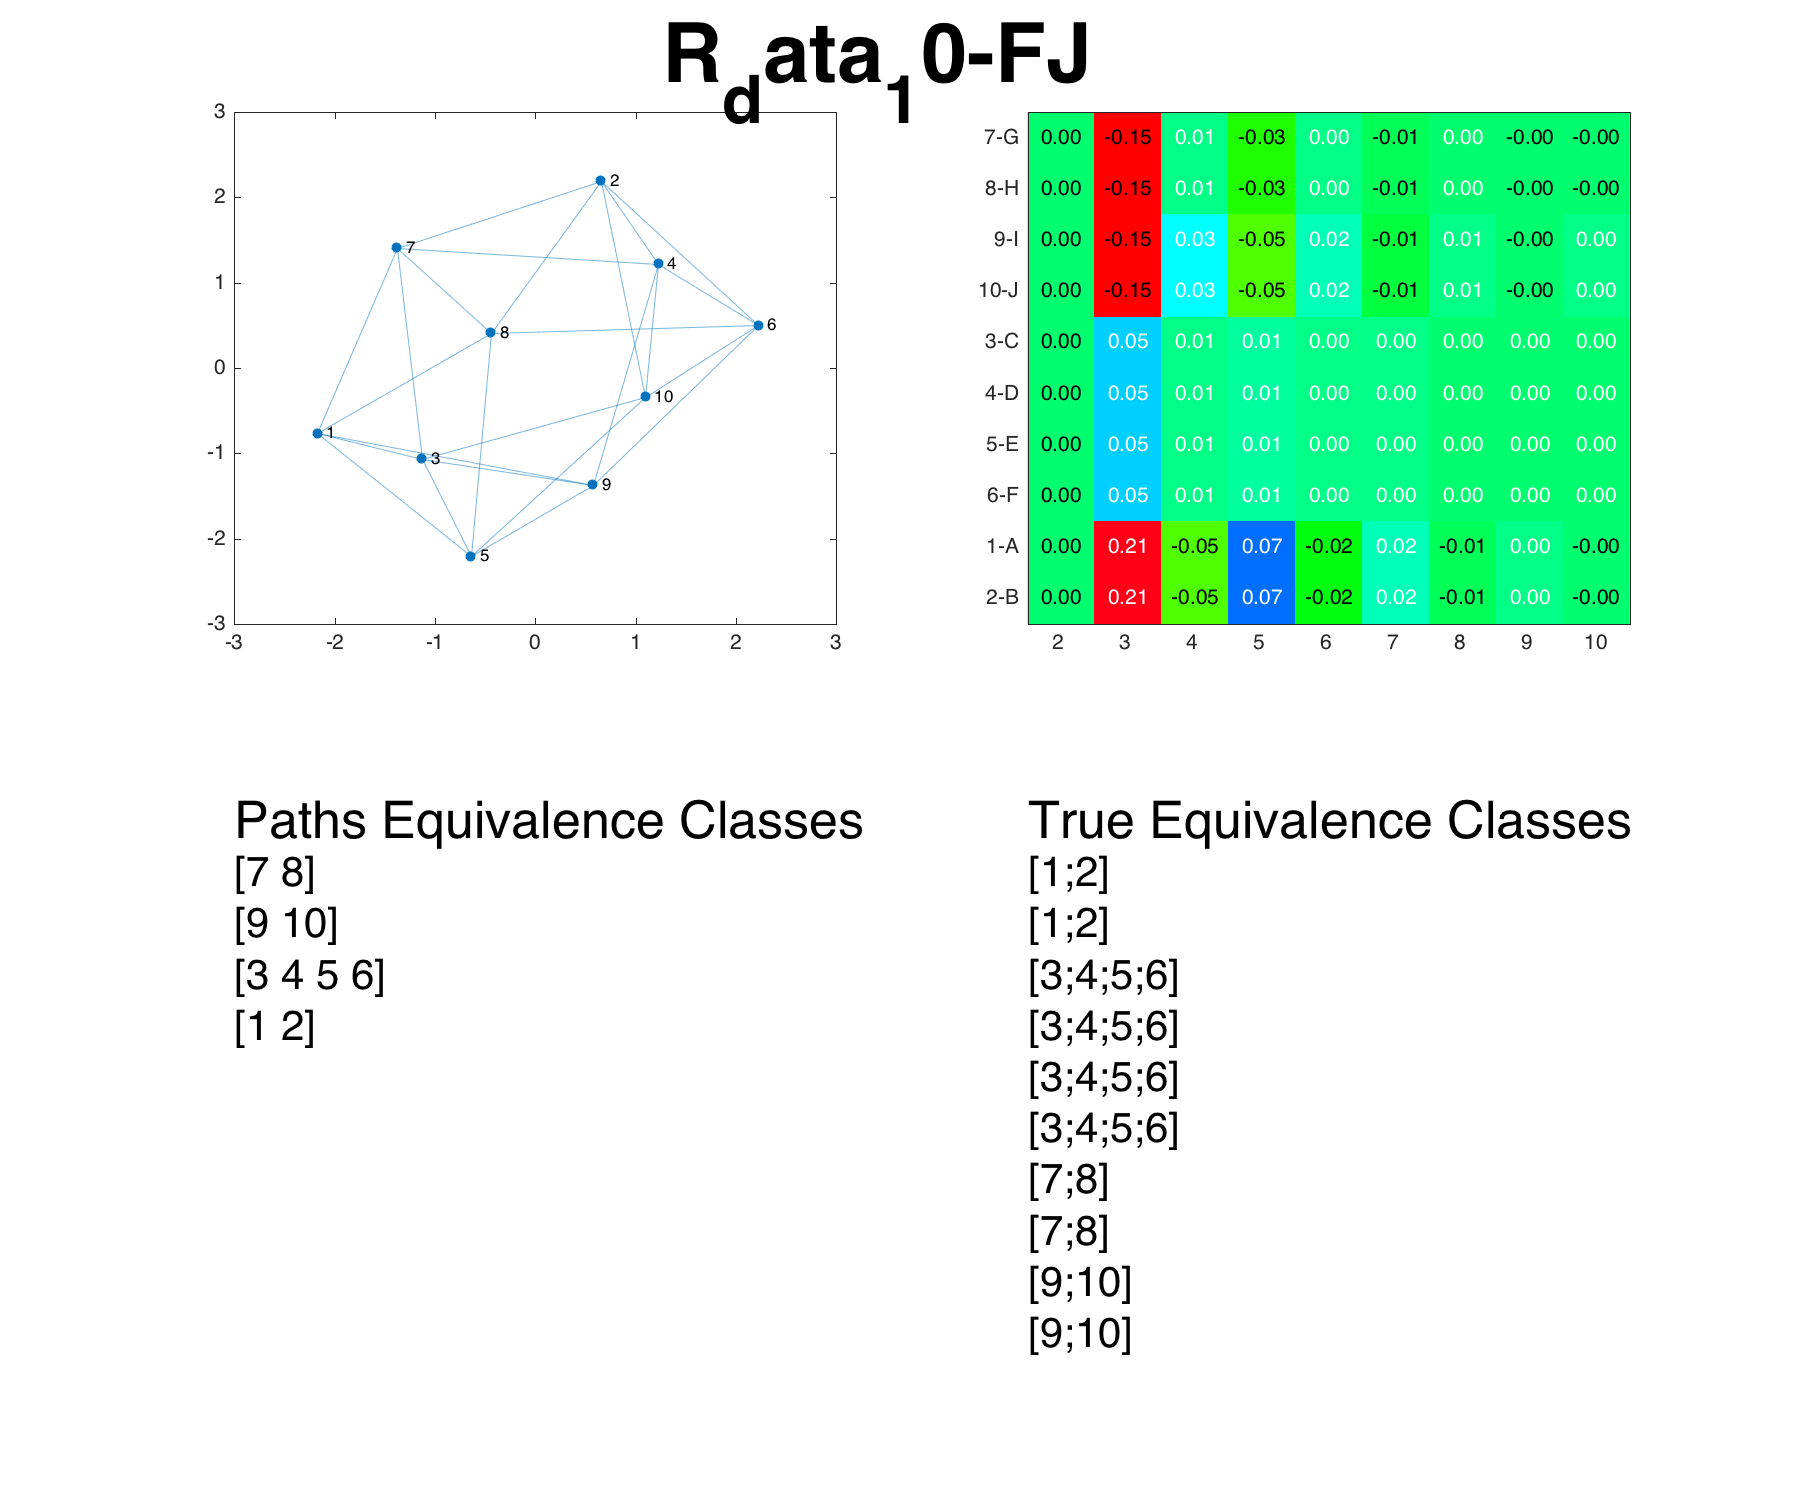 Rdata10-FJ
3
2
1
0
-1
-2
-3
-3 -2 -1 0 1 2 3
2
7
4
6
8
10
1
3
9
5
7-G 0.00 -0.15 0.01 -0.03 0.00 -0.01 0.00 -0.00 -0.00
8-H 0.00 -0.15 0.01 -0.03 0.00 -0.01 0.00 -0.00 -0.00
9-I 0.00 -0.15 0.03 -0.05 0.02 -0.01 0.01 -0.00 0.00
10-J 0.00 -0.15 0.03 -0.05 0.02 -0.01 0.01 -0.00 0.00
3-C 0.00 0.05 0.01 0.01 0.00 0.00 0.00 0.00 0.00
4-D 0.00 0.05 0.01 0.01 0.00 0.00 0.00 0.00 0.00
5-E 0.00 0.05 0.01 0.01 0.00 0.00 0.00 0.00 0.00
6-F 0.00 0.05 0.01 0.01 0.00 0.00 0.00 0.00 0.00
1-A 0.00 0.21 -0.05 0.07 -0.02 0.02 -0.01 0.00 -0.00
2-B 0.00 0.21 -0.05 0.07 -0.02 0.02 -0.01 0.00 -0.00
2 3 4 5 6 7 8 9 10
Paths Equivalence Classes
[7 8]
[9 10]
[3 4 5 6]
[1 2]
True Equivalence Classes
[1;2]
[1;2]
[3;4;5;6]
[3;4;5;6]
[3;4;5;6]
[3;4;5;6]
[7;8]
[7;8]
[9;10]
[9;10]